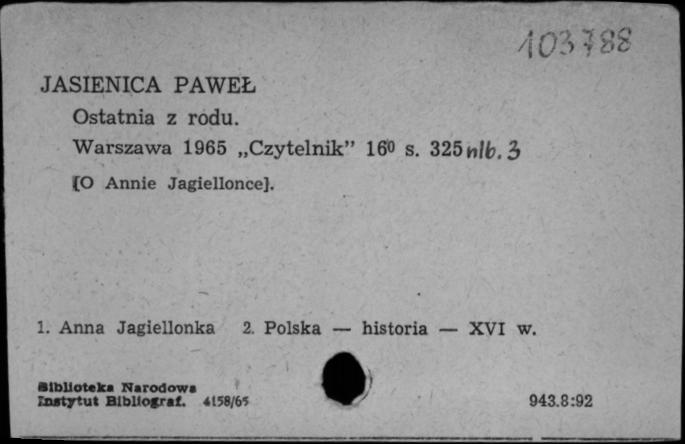 103788
JASIENICA PAWEŁ
Ostatnia z rodu.
Warszawa 1965 „Czytelnik” 16º s. 325 nlb. 3
[O Annie Jagiellonce].
1. Anna Jagiellonka 2. Polska — historia — XVI w.
Biblioteka Narodowa
Instytut Bibliograf. 4158/65
943.8:92